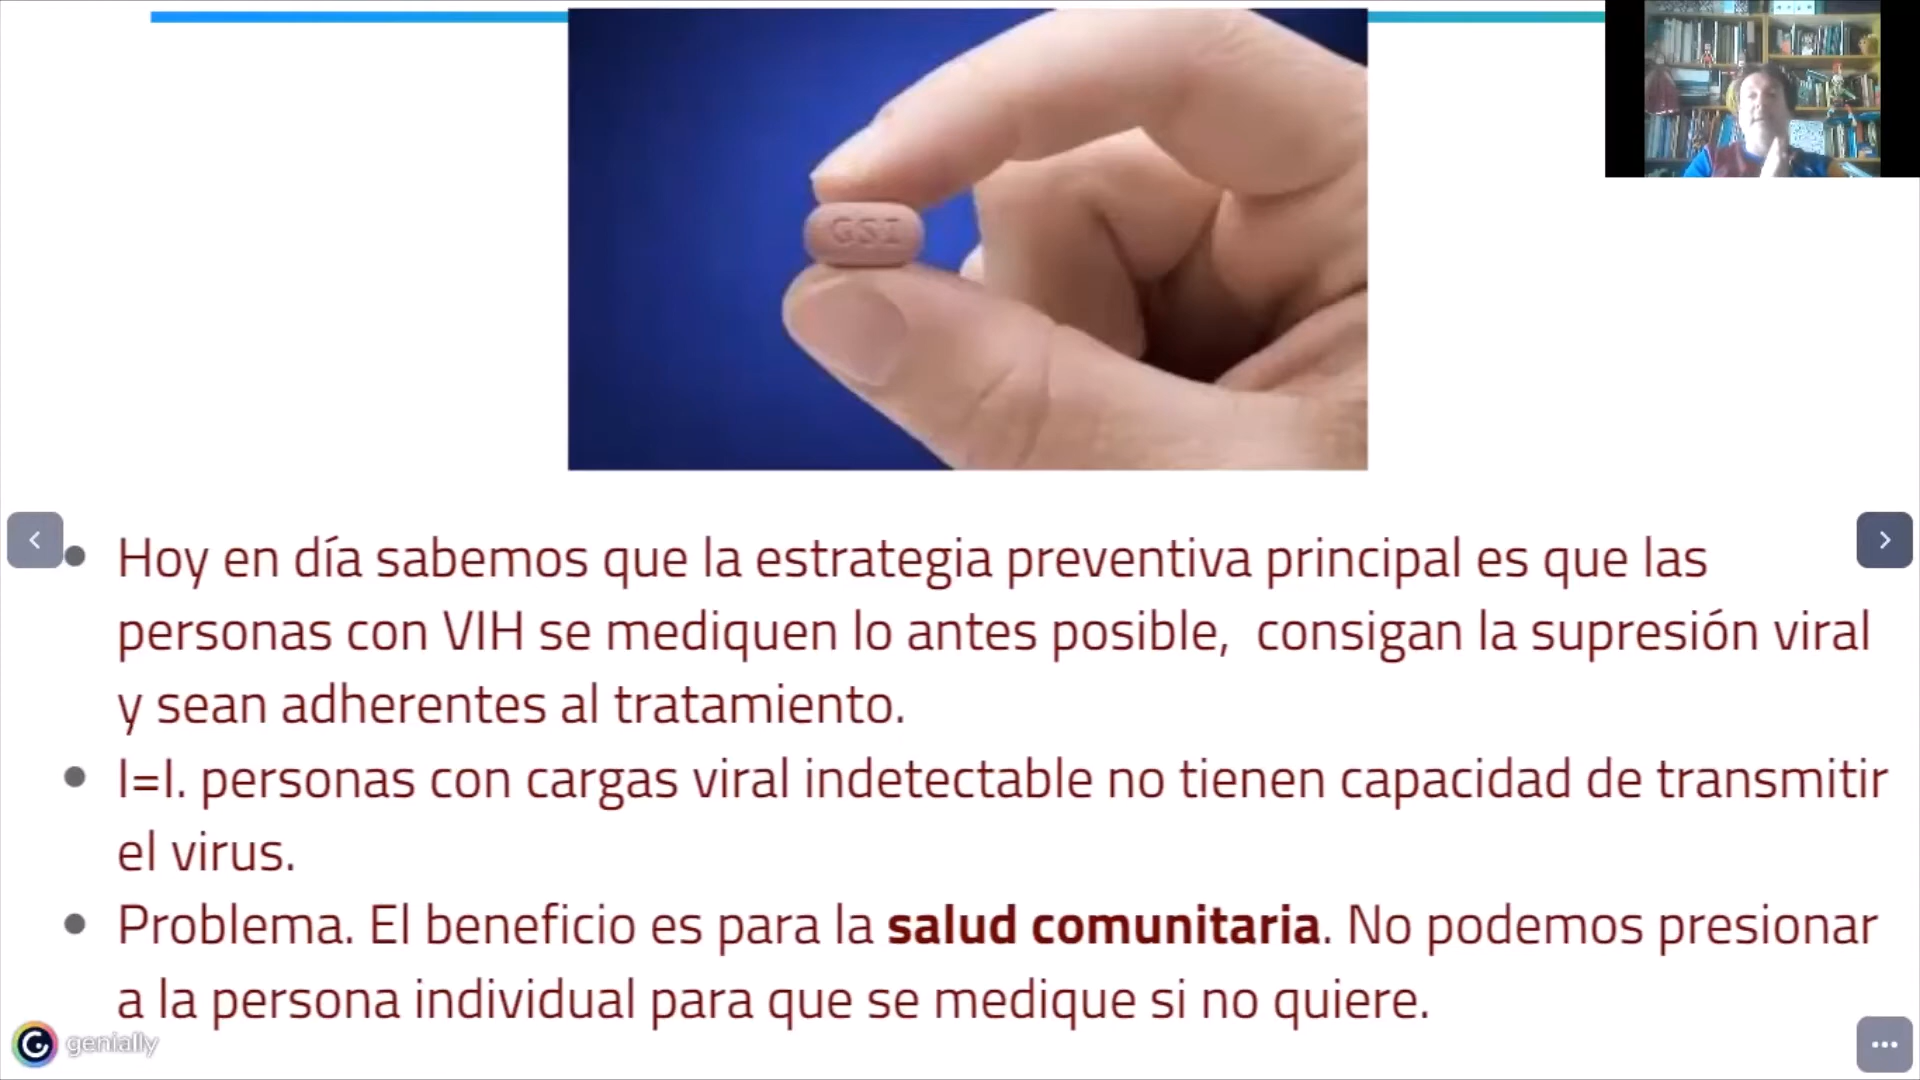 GSI
Hoy en día sabemos que la estrategia preventiva principal es que las
personas con VIH se mediquen lo antes posible, consigan la supresión viral
y sean adherentes al tratamiento.
I=I. personas con cargas viral indetectable no tienen capacidad de transmitir
el virus.
Problema. El beneficio es para la salud comunitaria. No podemos presionar
a la persona individual para que se medique si no quiere.
genially